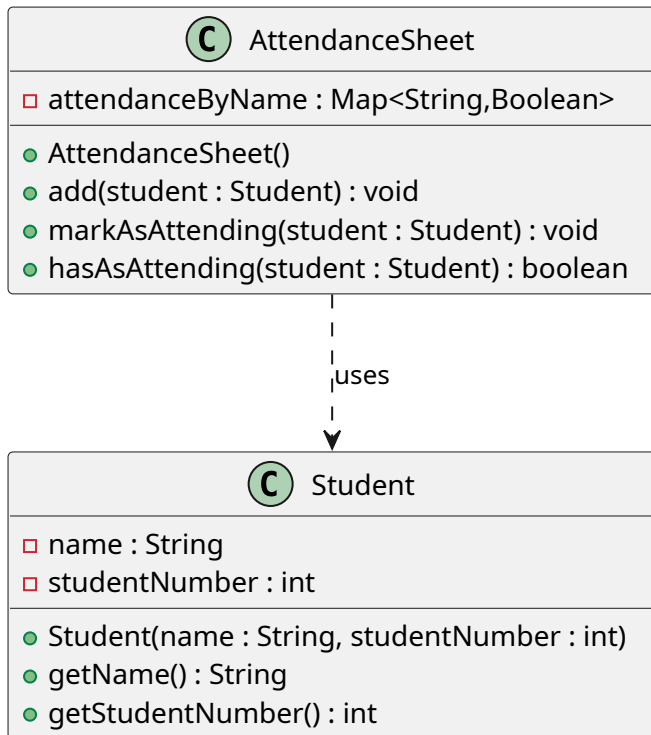 C AttendanceSheet
attendanceByName : Map<String,Boolean>
AttendanceSheet()
add(student : Student) : void
markAsAttending(student : Student) : void
hasAsAttending(student : Student) : boolean
uses
C Student
name : String
studentNumber : int
Student(name : String, studentNumber : int)
getName() : String
getStudentNumber() : int